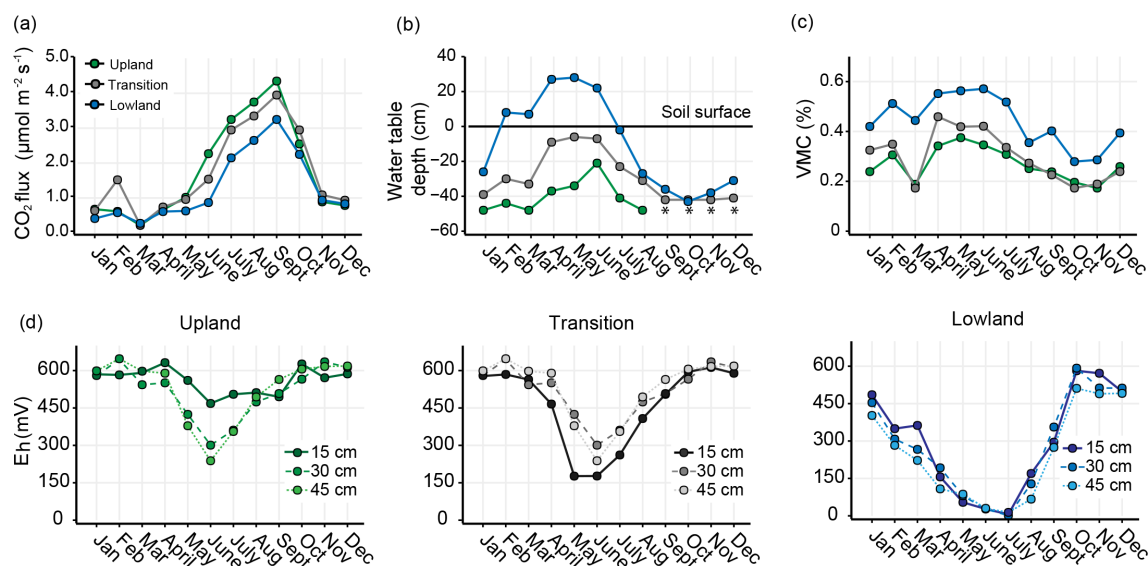 (a)
CO₂ flux (μmol m⁻² s⁻¹)
5.0
4.0
3.0
2.0
1.0
0.0
Upland
Transition
Lowland
Jan
Feb
Mar
April
May
June
July
Aug
Sept
Oct
Nov
Dec
(b)
Water table
depth (cm)
40
20
0
−20
−40
−60
Soil surface
* * * *
Jan
Feb
Mar
April
May
June
July
Aug
Sept
Oct
Nov
Dec
(c)
VMC (%)
0.6
0.4
0.2
0
Jan
Feb
Mar
April
May
June
July
Aug
Sept
Oct
Nov
Dec
(d)
Upland
Eh (mV)
600
450
300
150
0
15 cm
30 cm
45 cm
Jan
Feb
Mar
April
May
June
July
Aug
Sept
Oct
Nov
Dec
Transition
600
450
300
150
0
15 cm
30 cm
45 cm
Jan
Feb
Mar
April
May
June
July
Aug
Sept
Oct
Nov
Dec
Lowland
600
450
300
150
0
15 cm
30 cm
45 cm
Jan
Feb
Mar
April
May
June
July
Aug
Sept
Oct
Nov
Dec